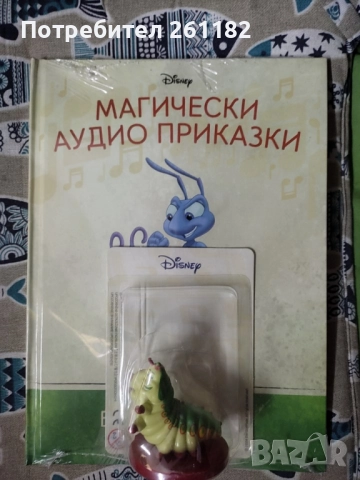 Потребител 261182
Disney
МАГИЧЕСКИ
АУДИО ПРИКАЗКИ
Disney
BAZAR